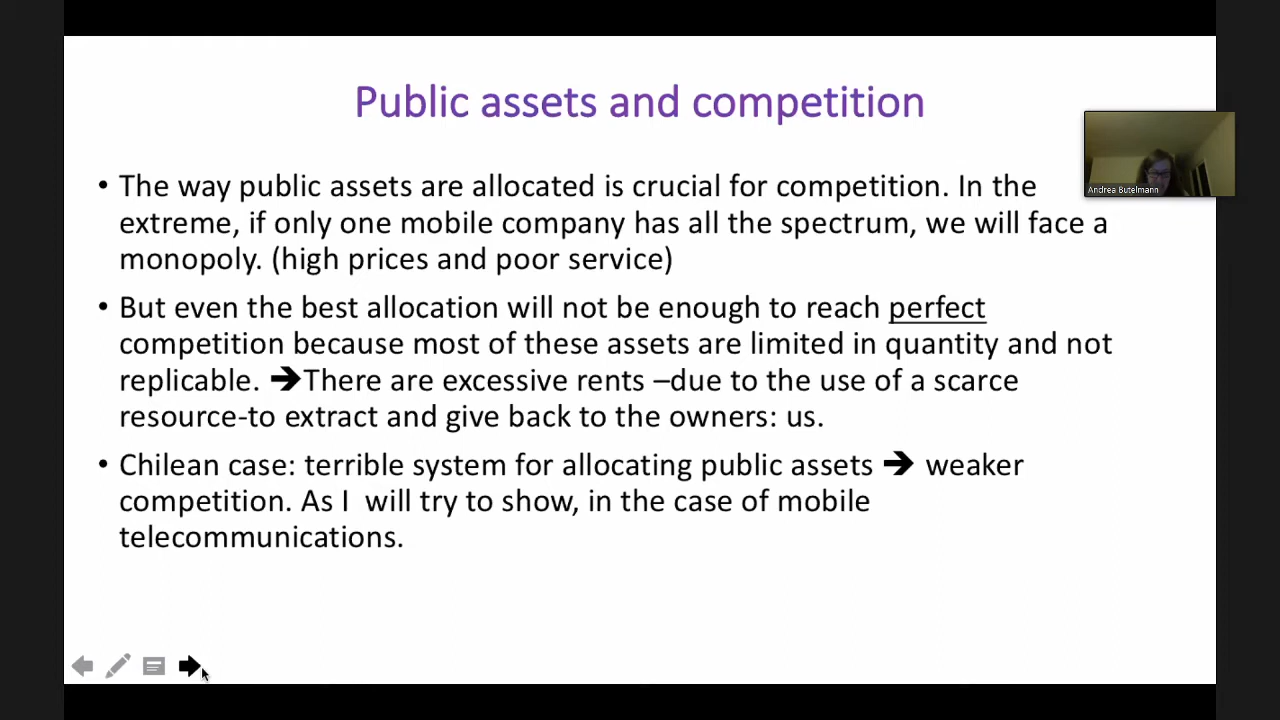 Public assets and competition
• The way public assets are allocated is crucial for competition. In the
extreme, if only one mobile company has all the spectrum, we will face a
monopoly. (high prices and poor service)
• But even the best allocation will not be enough to reach perfect
competition because most of these assets are limited in quantity and not
replicable. ➔There are excessive rents –due to the use of a scarce
resource-to extract and give back to the owners: us.
• Chilean case: terrible system for allocating public assets ➔ weaker
competition. As I  will try to show, in the case of mobile
telecommunications.
Andrea Butelmann